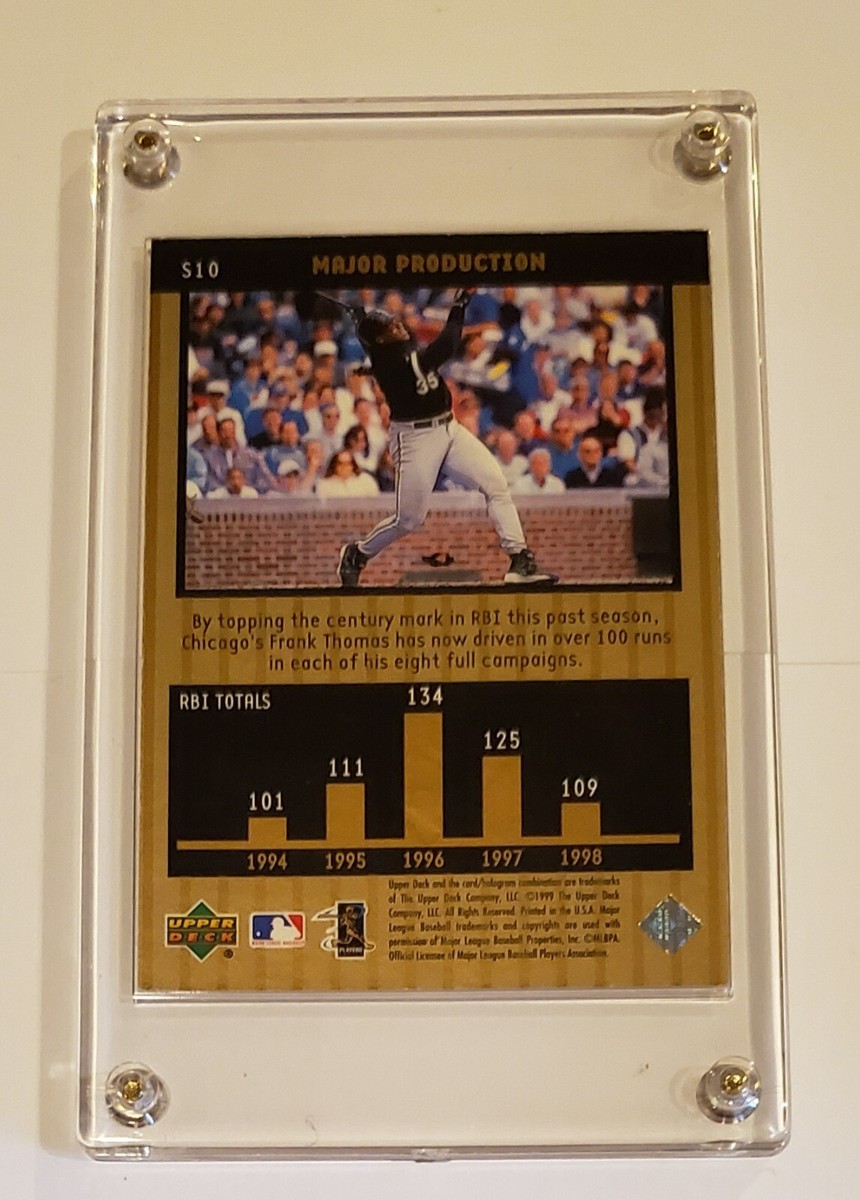 S10 MAJOR PRODUCTION
35
By topping the century mark in RBI this past season,
Chicago's Frank Thomas has now driven in over 100 runs
in each of his eight full campaigns.
RBI TOTALS
134
125
111
109
101
1994 1995 1996 1997 1998
Upper Deck and the card/hologram combination are trademarks
of The Upper Deck Company, LLC. ©1999 The Upper Deck
Company, LLC. All Rights Reserved. Printed in the U.S.A. Major
League Baseball trademarks and copyrights are used with
permission of Major League Baseball Properties, Inc. ©MLBPA.
Official Licensee of Major League Baseball Players Association.
UPPER
DECK
®
PLAYERS